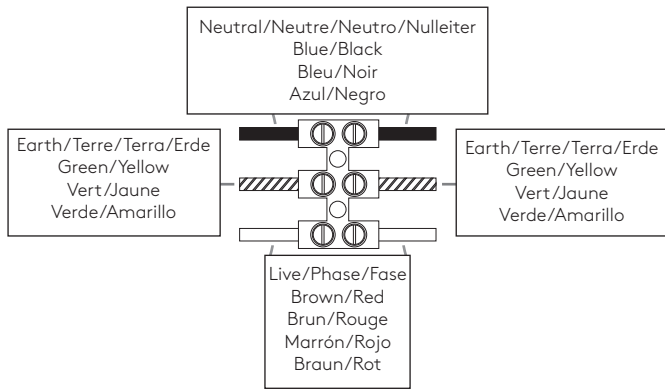 Neutral/Neutre/Neutro/Nulleiter
Blue/Black
Bleu/Noir
Azul/Negro
Earth/Terre/Terra/Erde
Green/Yellow
Vert/Jaune
Verde/Amarillo
Earth/Terre/Terra/Erde
Green/Yellow
Vert/Jaune
Verde/Amarillo
Live/Phase/Fase
Brown/Red
Brun/Rouge
Marrón/Rojo
Braun/Rot